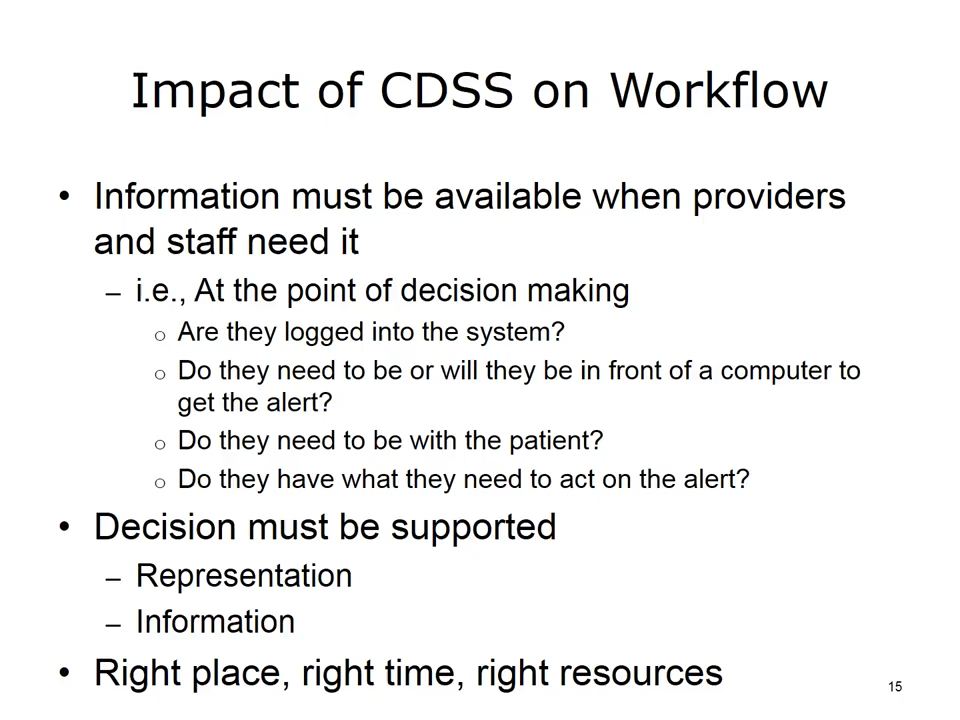 Impact of CDSS on Workflow
• Information must be available when providers
and staff need it
– i.e., At the point of decision making
○ Are they logged into the system?
○ Do they need to be or will they be in front of a computer to
get the alert?
○ Do they need to be with the patient?
○ Do they have what they need to act on the alert?
• Decision must be supported
– Representation
– Information
• Right place, right time, right resources
15